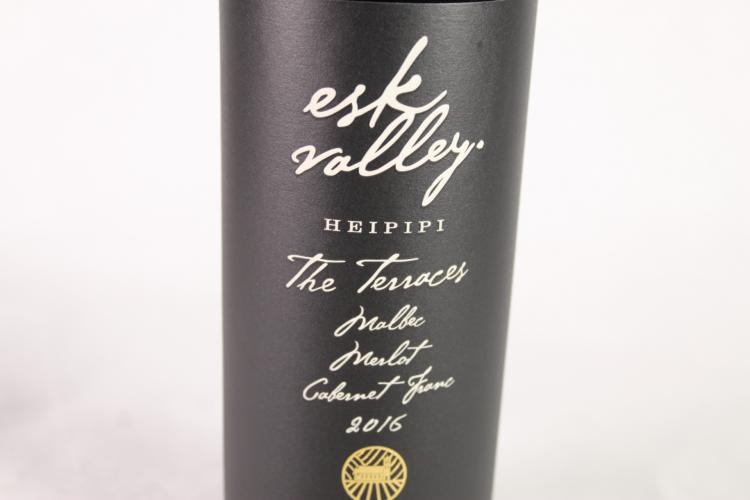 esk
valley.
HEIPIPI
The Terraces
Malbec
Merlot
Cabernet Franc
2016